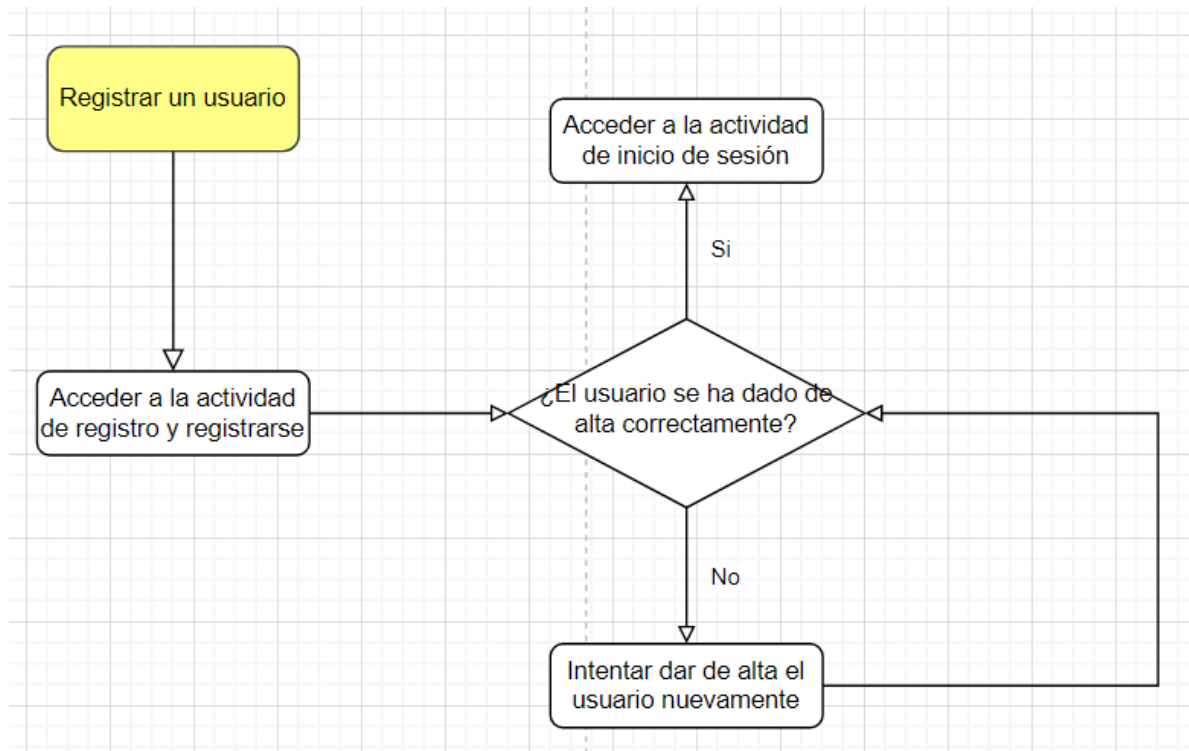 Registrar un usuario
Acceder a la actividad
de inicio de sesión
Si
Acceder a la actividad
de registro y registrarse
¿El usuario se ha dado de
alta correctamente?
No
Intentar dar de alta el
usuario nuevamente